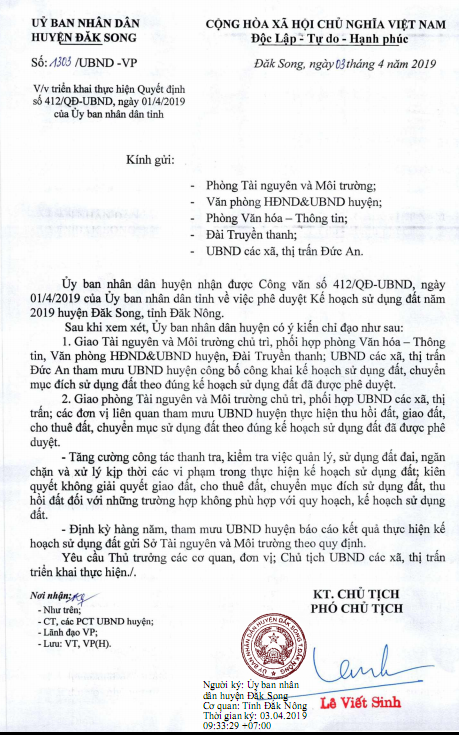 ỦY BAN NHÂN DÂN
HUYỆN ĐĂK SONG
CỘNG HÒA XÃ HỘI CHỦ NGHĨA VIỆT NAM
Độc Lập - Tự do - Hạnh phúc
Số: 1303 /UBND -VP
Đăk Song, ngày 03 tháng 4 năm 2019
V/v triển khai thực hiện Quyết định
số 412/QĐ-UBND, ngày 01/4/2019
của Ủy ban nhân dân tỉnh
Kính gửi:
- Phòng Tài nguyên và Môi trường;
- Văn phòng HĐND&UBND huyện;
- Phòng Văn hóa – Thông tin;
- Đài Truyền thanh;
- UBND các xã, thị trấn Đức An.
Ủy ban nhân dân huyện nhận được Công văn số 412/QĐ-UBND, ngày
01/4/2019 của Ủy ban nhân dân tỉnh về việc phê duyệt Kế hoạch sử dụng đất năm
2019 huyện Đăk Song, tỉnh Đăk Nông.
Sau khi xem xét, Ủy ban nhân dân huyện có ý kiến chỉ đạo như sau:
1. Giao Tài nguyên và Môi trường chủ trì, phối hợp phòng Văn hóa – Thông
tin, Văn phòng HĐND&UBND huyện, Đài Truyền thanh; UBND các xã, thị trấn
Đức An tham mưu UBND huyện công bố công khai kế hoạch sử dụng đất, chuyển
mục đích sử dụng đất theo đúng kế hoạch sử dụng đất đã được phê duyệt.
2. Giao phòng Tài nguyên và Môi trường chủ trì, phối hợp UBND các xã, thị
trấn; các đơn vị liên quan tham mưu UBND huyện thực hiện thu hồi đất, giao đất,
cho thuê đất, chuyển mục sử dụng đất theo đúng kế hoạch sử dụng đất đã được phê
duyệt.
- Tăng cường công tác thanh tra, kiểm tra việc quản lý, sử dụng đất đai, ngăn
chặn và xử lý kịp thời các vi phạm trong thực hiện kế hoạch sử dụng đất; kiên
quyết không giải quyết giao đất, cho thuê đất, chuyển mục đích sử dụng đất, thu
hồi đất đối với những trường hợp không phù hợp với quy hoạch, kế hoạch sử dụng
đất.
- Định kỳ hàng năm, tham mưu UBND huyện báo cáo kết quả thực hiện kế
hoạch sử dụng đất gửi Sở Tài nguyên và Môi trường theo quy định.
Yêu cầu Thủ trưởng các cơ quan, đơn vị; Chủ tịch UBND các xã, thị trấn
triển khai thực hiện./.
Nơi nhận:
- Như trên;
- CT, các PCT UBND huyện;
- Lãnh đạo VP;
- Lưu: VT, VP(H).
KT. CHỦ TỊCH
PHÓ CHỦ TỊCH
Người ký: Ủy ban nhân
dân huyện Đăk Song
Cơ quan: Tỉnh Đăk Nông
Thời gian ký: 03.04.2019
09:33:29 +07:00
Lê Viết Sinh